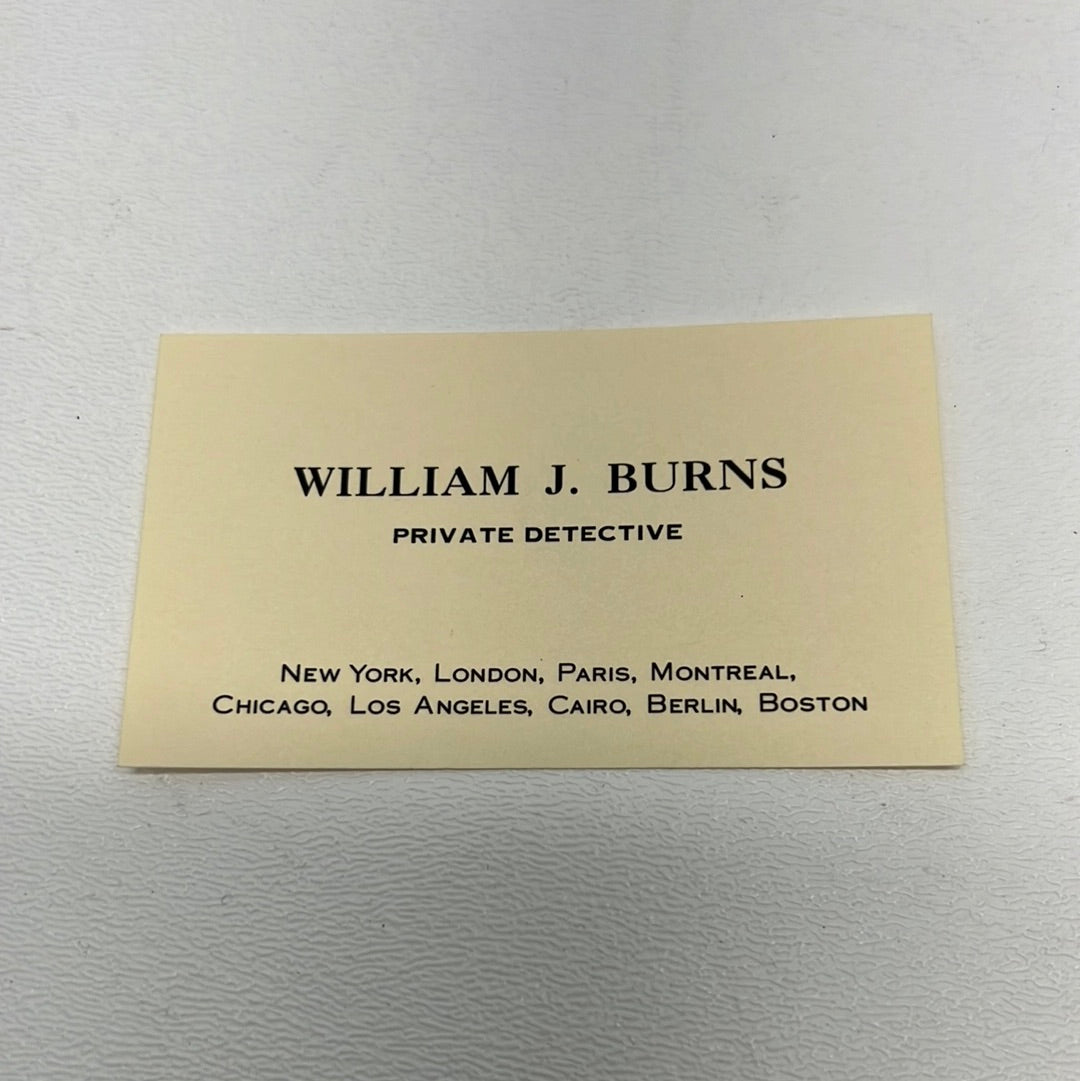 WILLIAM J. BURNS
PRIVATE DETECTIVE
NEW YORK, LONDON, PARIS, MONTREAL,
CHICAGO, LOS ANGELES, CAIRO, BERLIN, BOSTON